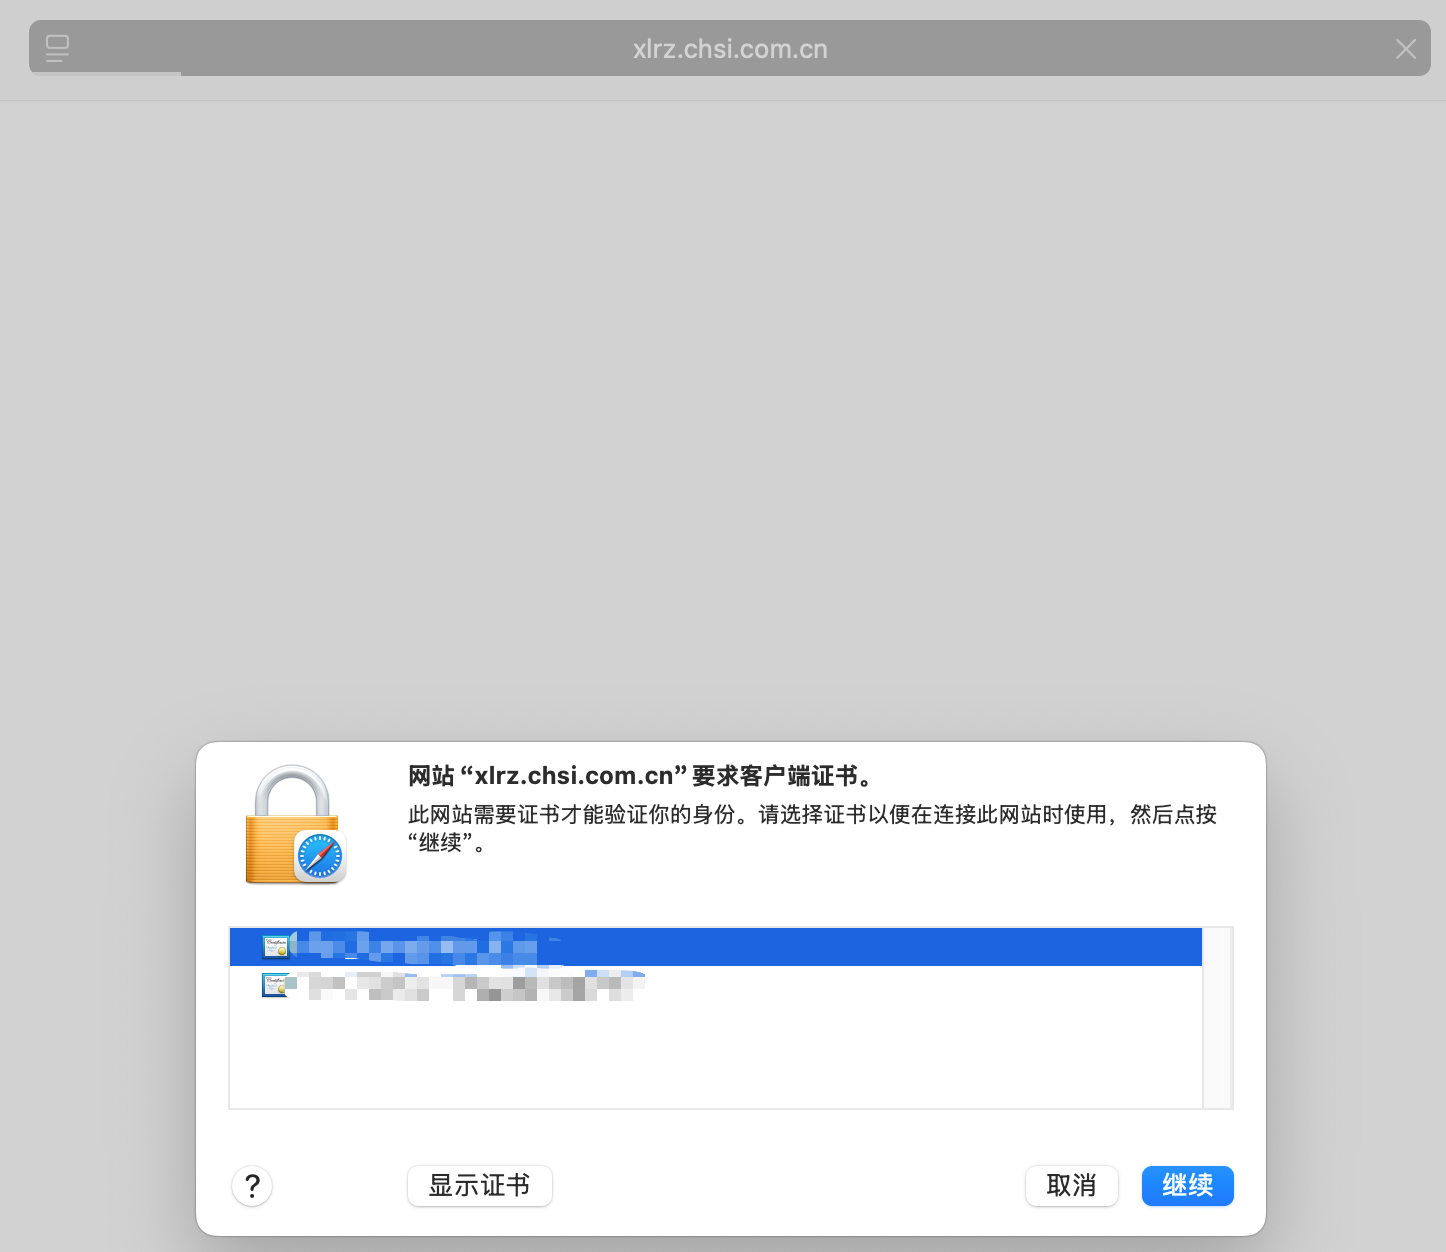 xlrz.chsi.com.cn
网站 “xlrz.chsi.com.cn” 要求客户端证书。
此网站需要证书才能验证你的身份。请选择证书以便在连接此网站时使用，然后点按
“继续”。
?
显示证书
取消
继续